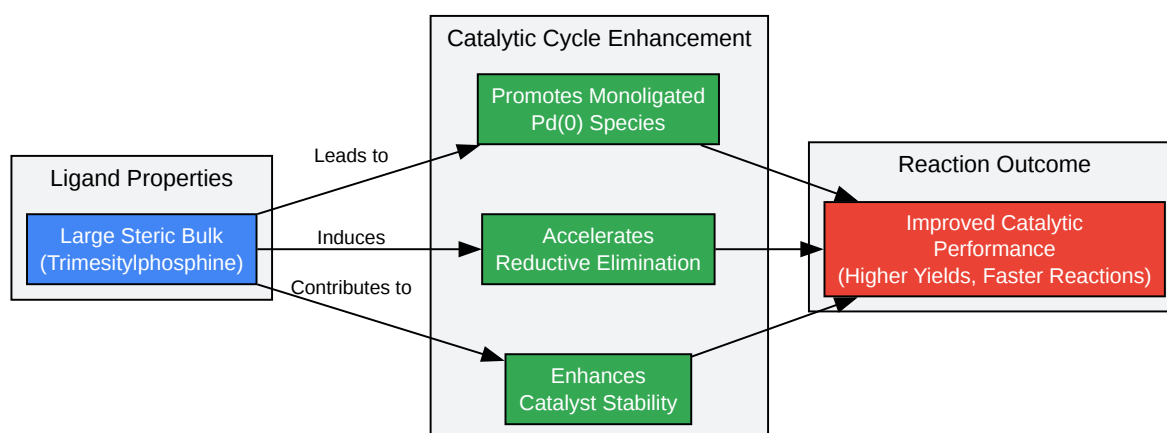 Catalytic Cycle Enhancement
Promotes Monoligated
Pd(0) Species
Leads to
Ligand Properties
Large Steric Bulk
(Trimesitylphosphine)
Induces
Accelerates
Reductive Elimination
Contributes to
Enhances
Catalyst Stability
Reaction Outcome
Improved Catalytic
Performance
(Higher Yields, Faster Reactions)